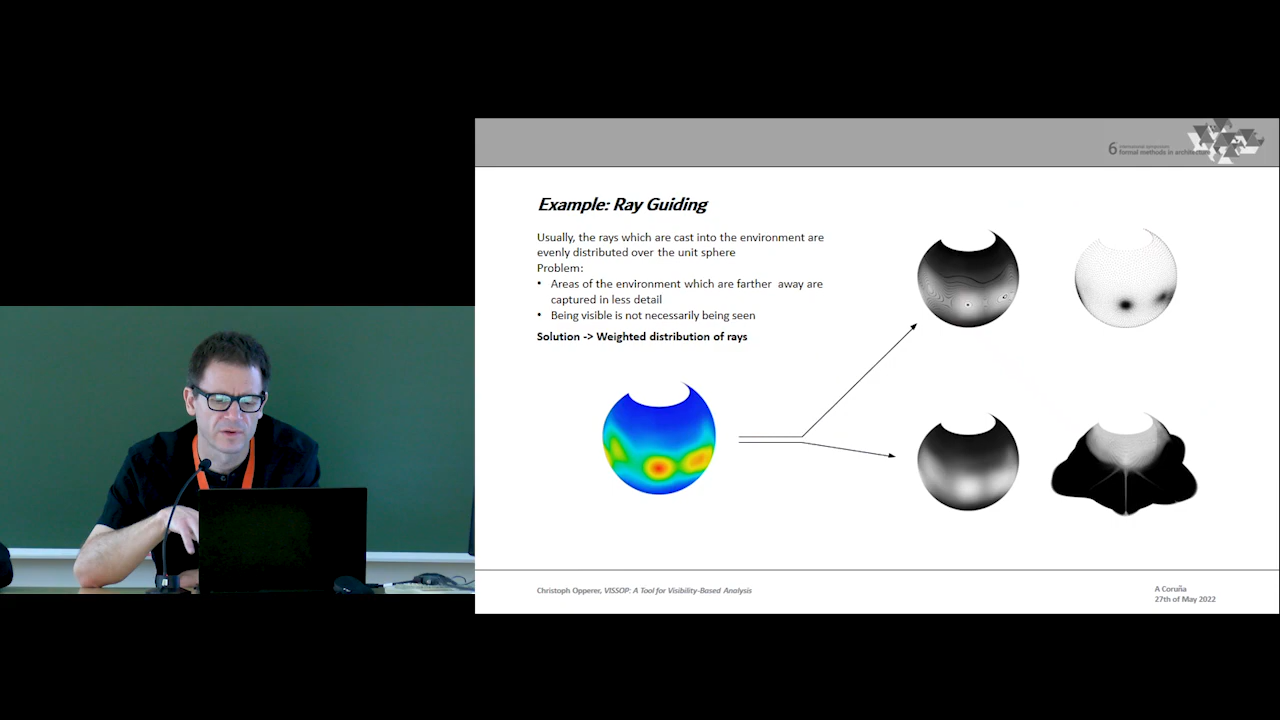 6
international symposium
formal methods in architecture
Example: Ray Guiding
Usually, the rays which are cast into the environment are
evenly distributed over the unit sphere
Problem:
• Areas of the environment which are farther away are
captured in less detail
• Being visible is not necessarily being seen
Solution -> Weighted distribution of rays
Christoph Opperer, VISSOP: A Tool for Visibility-Based Analysis
A Coruña
27th of May 2022